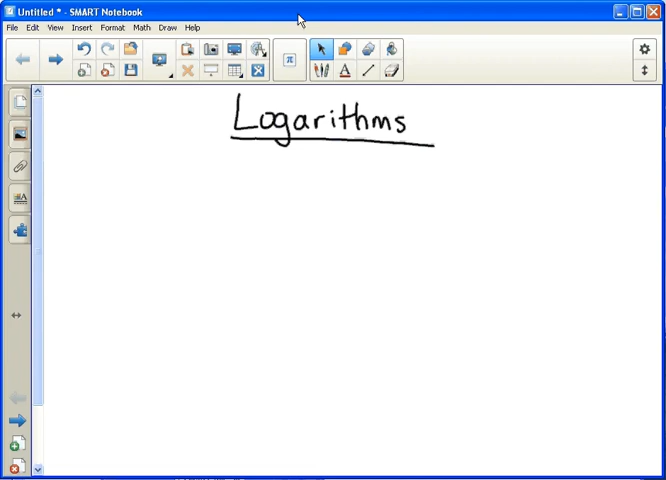 Untitled * - SMART Notebook
File Edit View Insert Format Math Draw Help
π
A
Logarithms